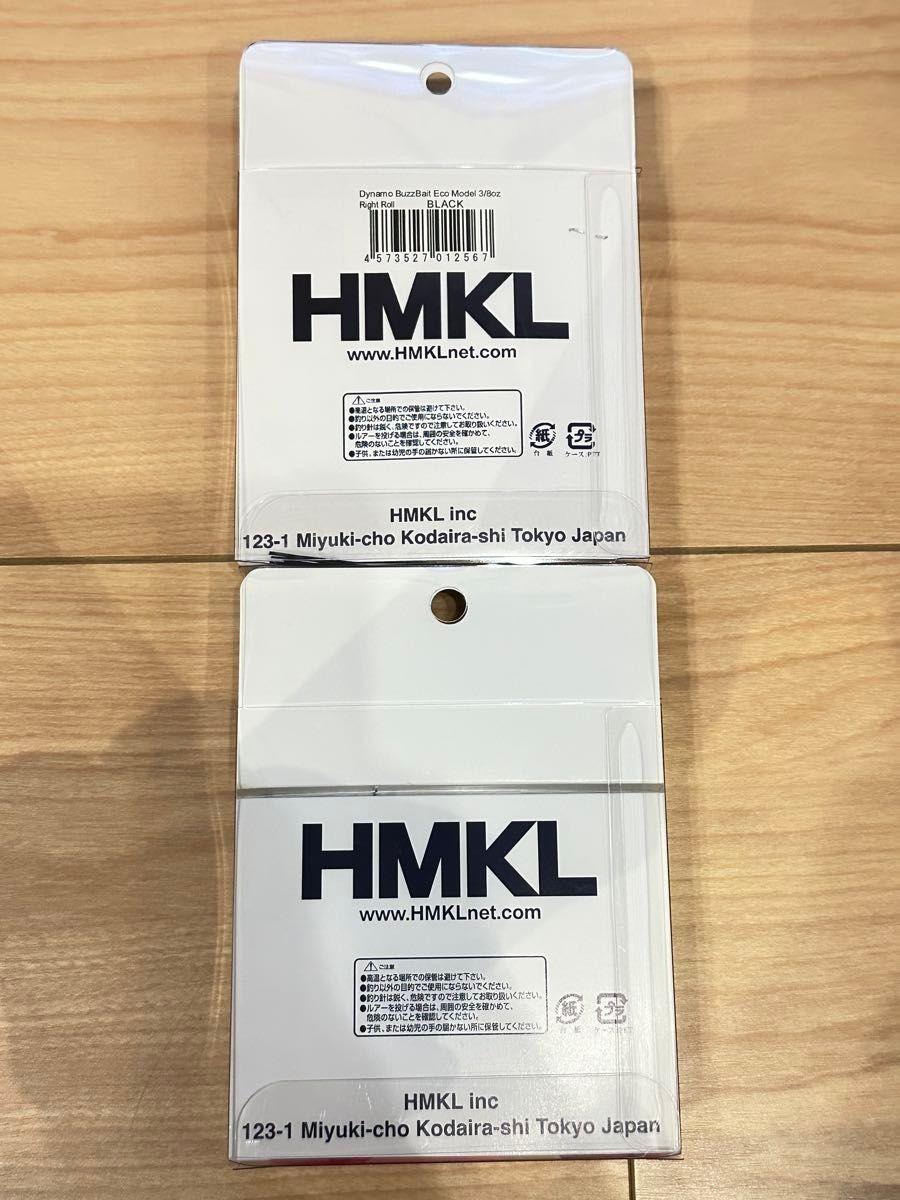 Dynamo BuzzBait Eco Model 3/8oz
Right Roll BLACK
4 573527 012567
HMKL
www.HMKLnet.com
ご注意
●高温となる場所での保管は避けて下さい。
●釣り以外の目的でご使用にならないでください。
●釣り針は鋭く、危険ですので注意してお取り扱いください。
●ルアーを投げる場合は、周囲の安全を確かめて、
危険のないことを確認してください。
●子供、または幼児の手の届かない所に保管してください。
紙
プラ
台 紙
ケース.PET
HMKL inc
123-1 Miyuki-cho Kodaira-shi Tokyo Japan
HMKL
www.HMKLnet.com
ご注意
●高温となる場所での保管は避けて下さい。
●釣り以外の目的でご使用にならないでください。
●釣り針は鋭く、危険ですので注意してお取り扱いください。
●ルアーを投げる場合は、周囲の安全を確かめて、
危険のないことを確認してください。
●子供、または幼児の手の届かない所に保管してください。
紙
プラ
台 紙
ケース.PET
HMKL inc
123-1 Miyuki-cho Kodaira-shi Tokyo Japan